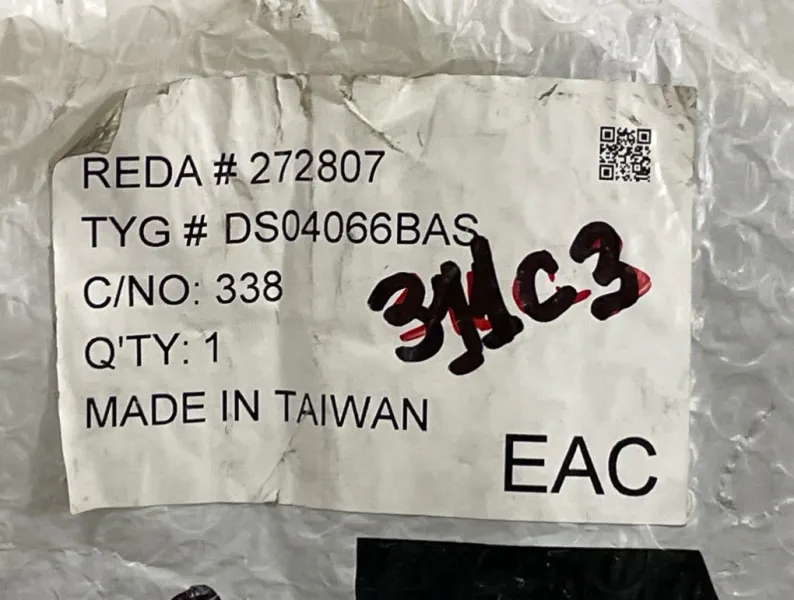 REDA # 272807
TYG # DS04066BAS
C/NO: 338
Q'TY: 1
MADE IN TAIWAN
EAC